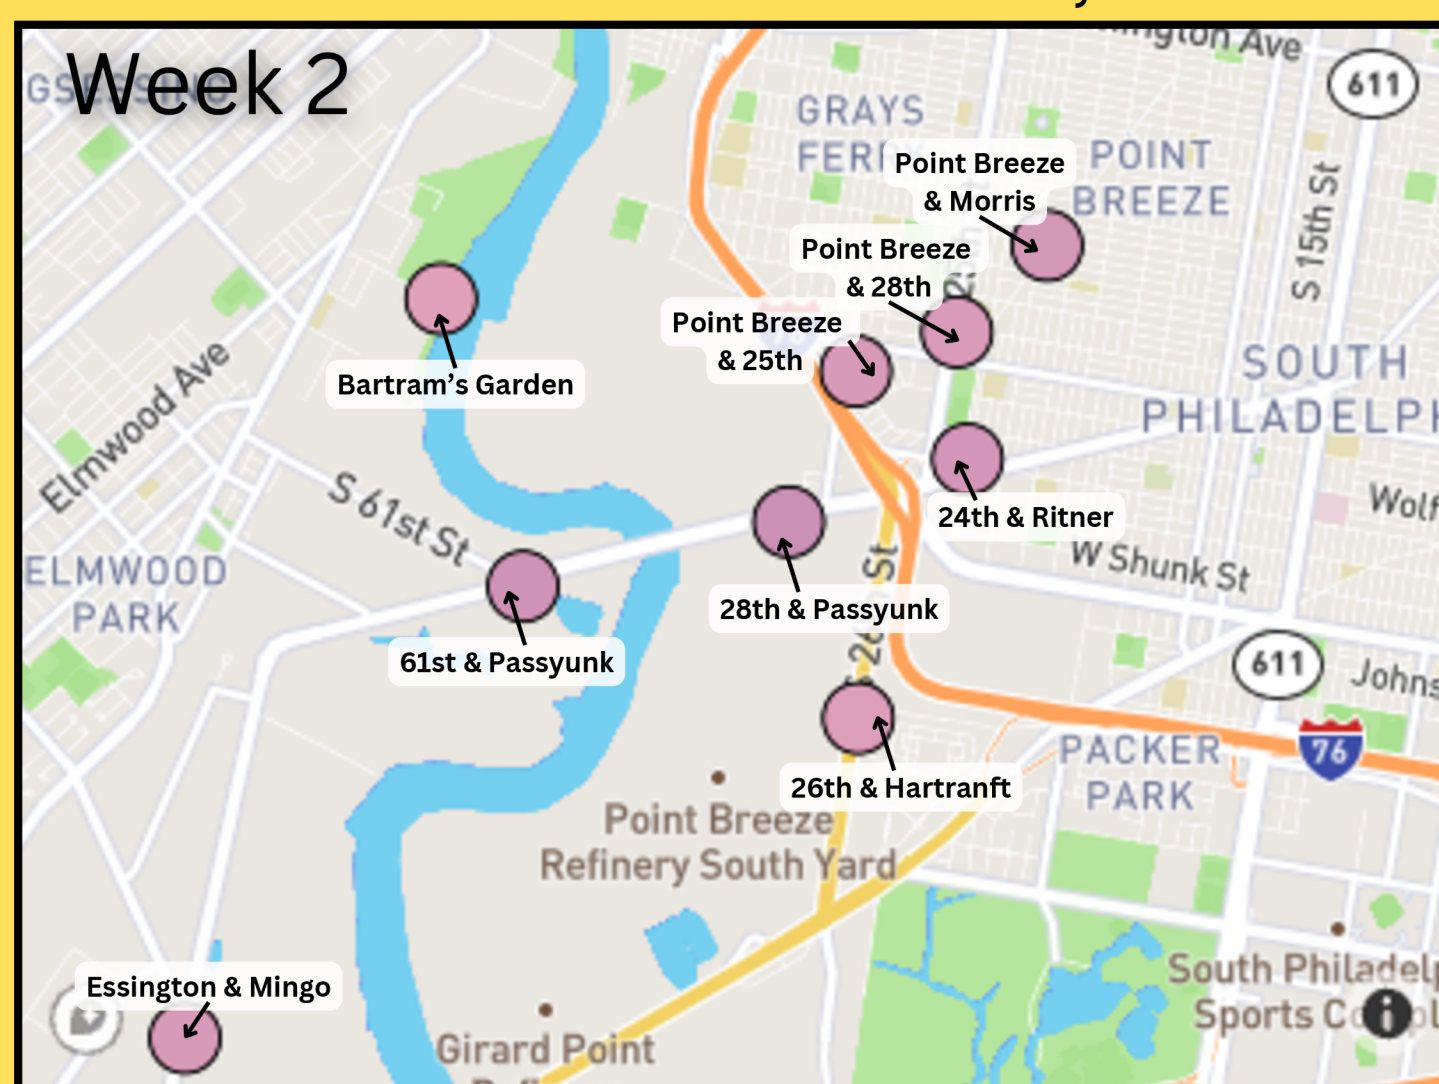 Week 2
611
GRAYS
Point Breeze
& Morris
POINT
BREEZE
S 15th St
Point Breeze
& 28th
Point Breeze
& 25th
Bartram's Garden
SOUTH
Elmwood Ave
S 61st St
24th & Ritner
W Shunk St
ELMWOOD
PARK
28th & Passyunk
61st & Passyunk
611
76
PACKER
PARK
26th & Hartranft
Point Breeze
Refinery South Yard
Essington & Mingo
South
Sports
Girard Point